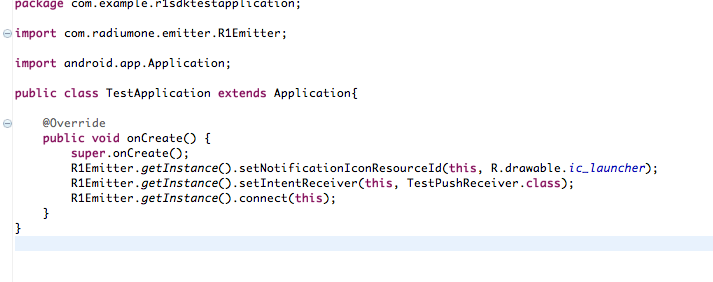 package com.example.r1sdktestapplication;
import com.radiumone.emitter.R1Emitter;
import android.app.Application;
public class TestApplication extends Application{
@Override
public void onCreate() {
super.onCreate();
R1Emitter.getInstance().setNotificationIconResourceId(this, R.drawable.ic_launcher);
R1Emitter.getInstance().setIntentReceiver(this, TestPushReceiver.class);
R1Emitter.getInstance().connect(this);
}
}